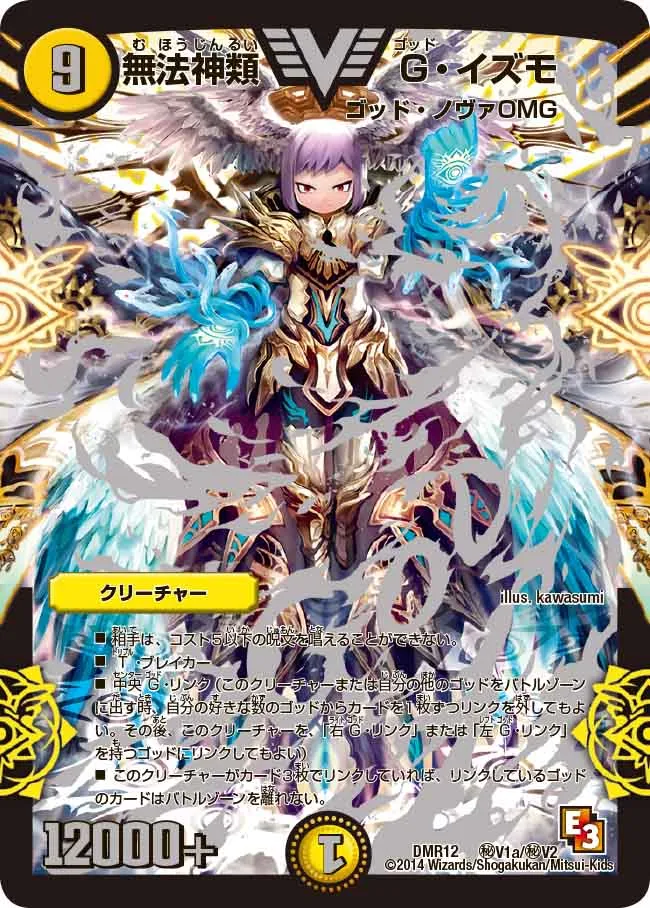 9
むほうじんるい ゴッド
無法神類 G・イズモ
ゴッド・ノヴァOMG
クリーチャー
illus. kawasumi
■ 相手は、コスト5以下の呪文を唱えることができない。
■ T・ブレイカー
■ 中央 G・リンク (このクリーチャーまたは自分の他のゴッドをバトルゾーン
に出す時、自分の好きな数のゴッドからカードを1枚ずつリンクを外してもよ
い。その後、このクリーチャーを、「右 G・リンク」または「左 G・リンク」
を持つゴッドにリンクしてもよい)
■ このクリーチャーがカード3枚でリンクしていれば、リンクしているゴッド
のカードはバトルゾーンを離れない。
12000+
1
E3
DMR12 ㊙V1a/㊙V2
©2014 Wizards/Shogakukan/Mitsui-Kids